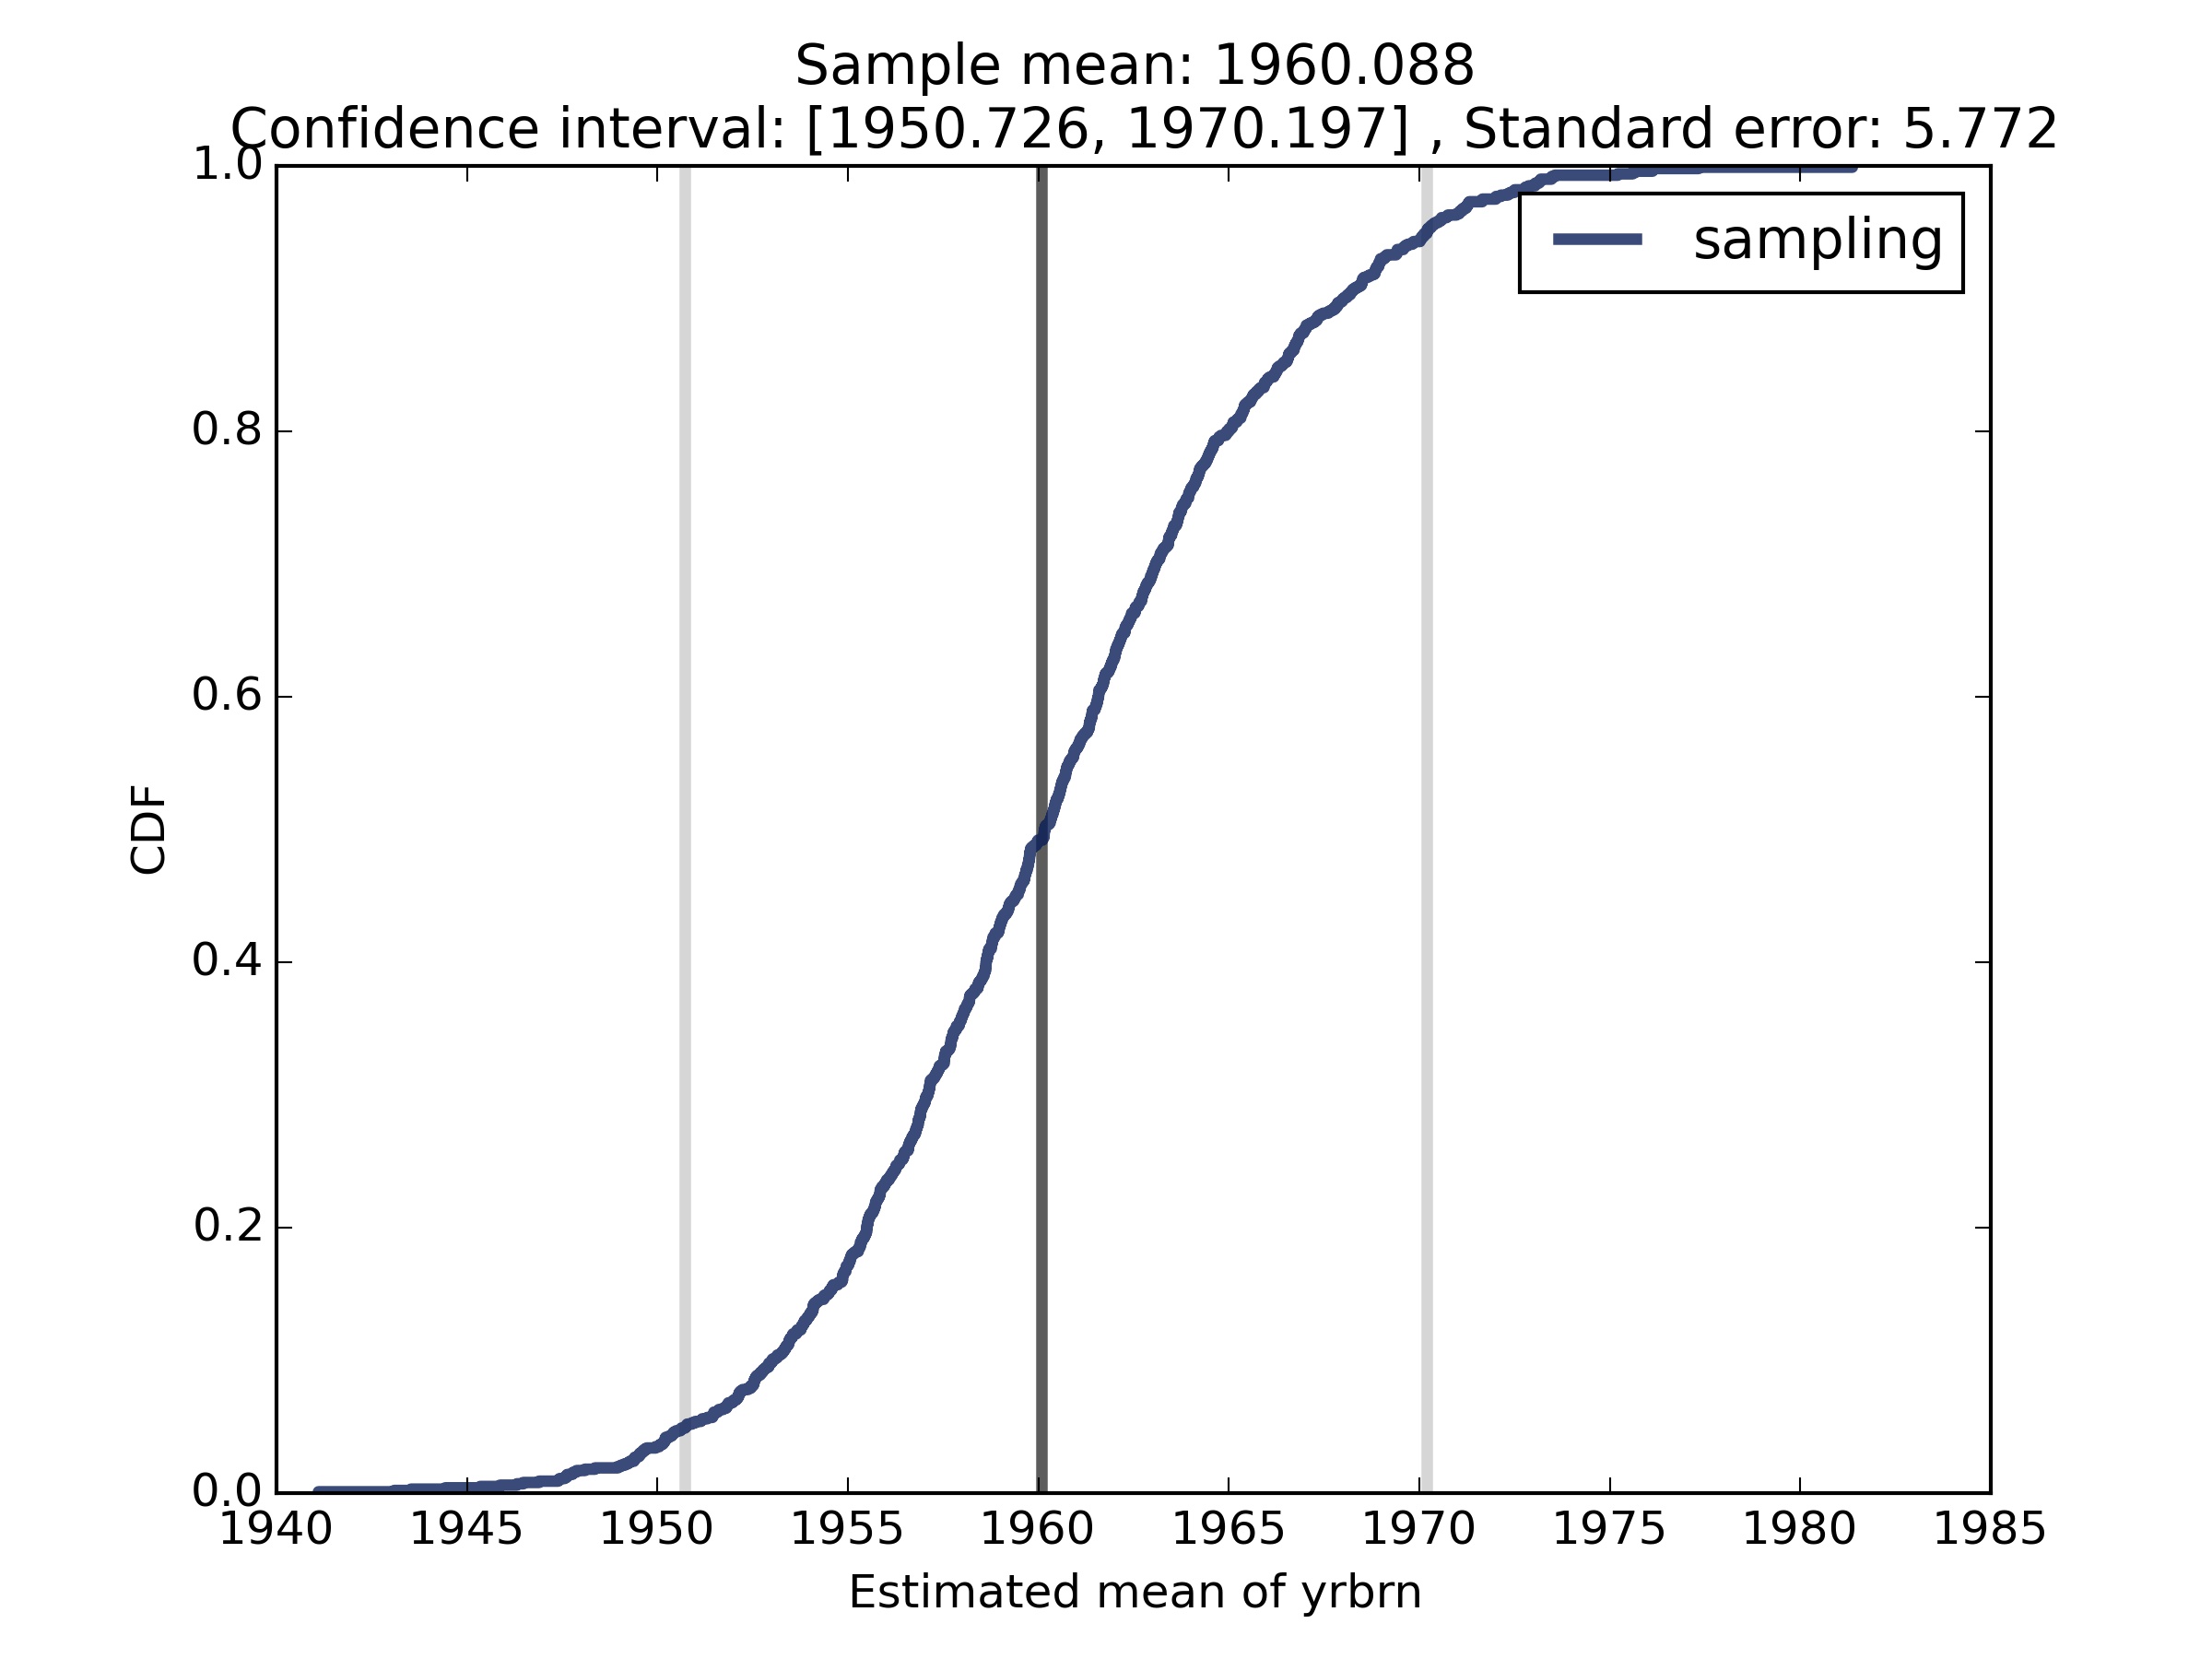 Sample mean: 1960.088
Confidence interval: [1950.726, 1970.197] , Standard error: 5.772
1.0
sampling
0.8
0.6
CDF
0.4
0.2
0.0
1940 1945 1950 1955 1960 1965 1970 1975 1980 1985
Estimated mean of yrbrn